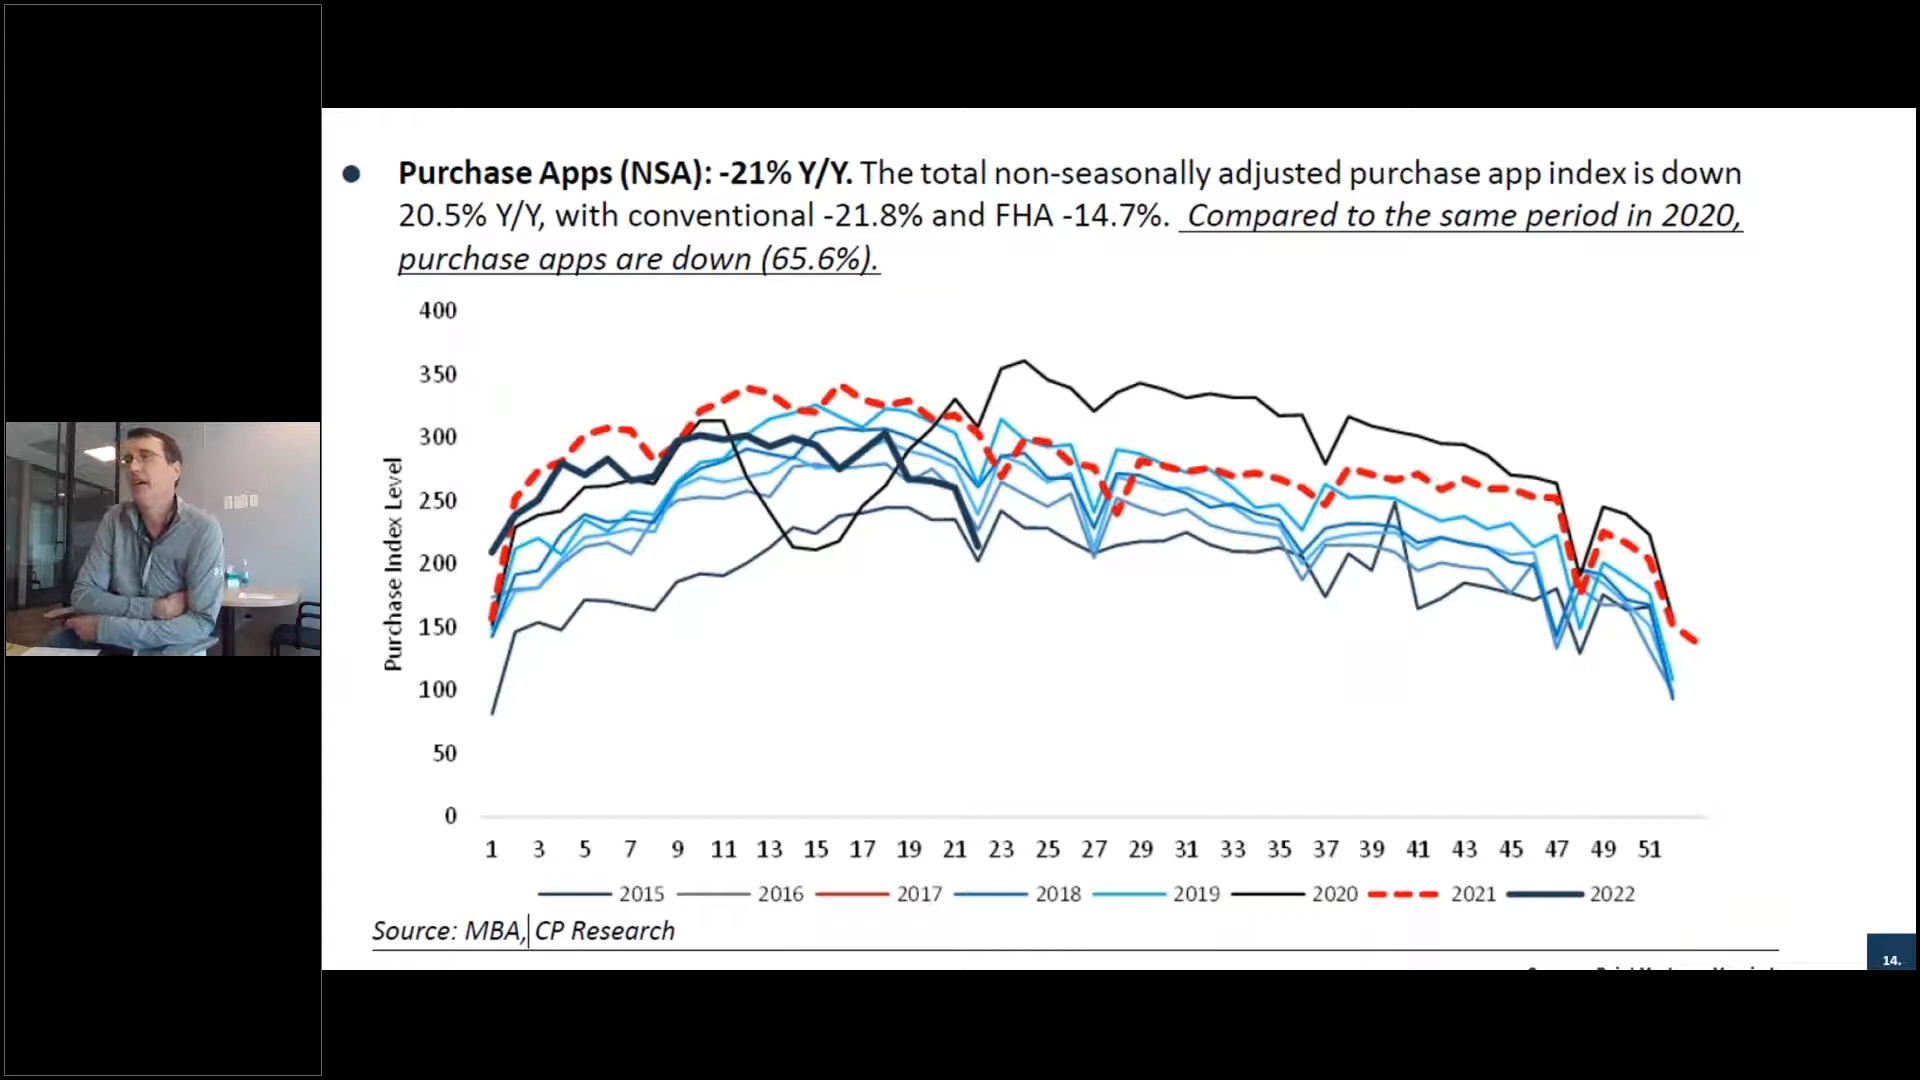 Purchase Apps (NSA): -21% Y/Y. The total non-seasonally adjusted purchase app index is down
20.5% Y/Y, with conventional -21.8% and FHA -14.7%. Compared to the same period in 2020,
purchase apps are down (65.6%).
Purchase Index Level
400
350
300
250
200
150
100
50
0
1 3 5 7 9 11 13 15 17 19 21 23 25 27 29 31 33 35 37 39 41 43 45 47 49 51
2015 2016 2017 2018 2019 2020 2021 2022
Source: MBA, CP Research
14.